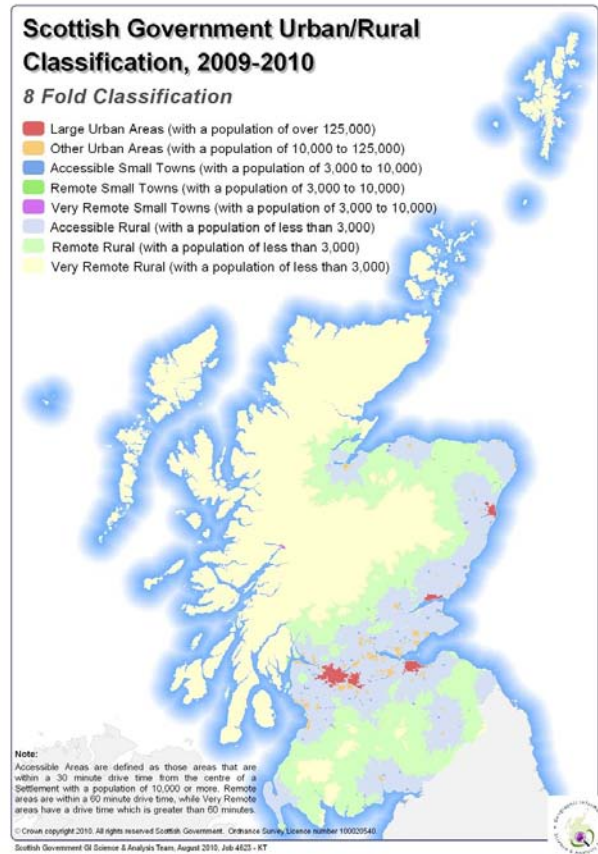 Scottish Government Urban/Rural
Classification, 2009-2010
8 Fold Classification
Large Urban Areas (with a population of over 125,000)
Other Urban Areas (with a population of 10,000 to 125,000)
Accessible Small Towns (with a population of 3,000 to 10,000)
Remote Small Towns (with a population of 3,000 to 10,000)
Very Remote Small Towns (with a population of 3,000 to 10,000)
Accessible Rural (with a population of less than 3,000)
Remote Rural (with a population of less than 3,000)
Very Remote Rural (with a population of less than 3,000)
Note:
Accessible Areas are defined as those areas that are
within a 30 minute drive time from the centre of a
Settlement with a population of 10,000 or more. Remote
areas are within a 60 minute drive time, while Very Remote
areas have a drive time which is greater than 60 minutes.
© Crown copyright 2010. All rights reserved Scottish Government. Ordnance Survey Licence number 100020540.
Scottish Government GI Science & Analysis Team, August 2010, Job 4623 - KT